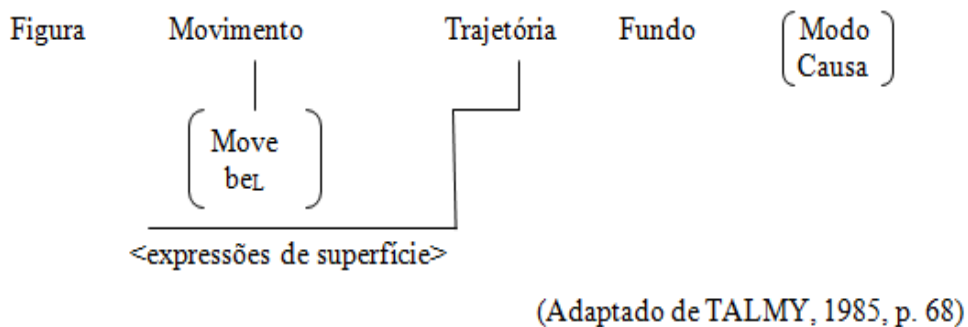 Figura Movimento Trajetória Fundo Modo
Causa
Move
beL
<expressões de superfície>
(Adaptado de TALMY, 1985, p. 68)